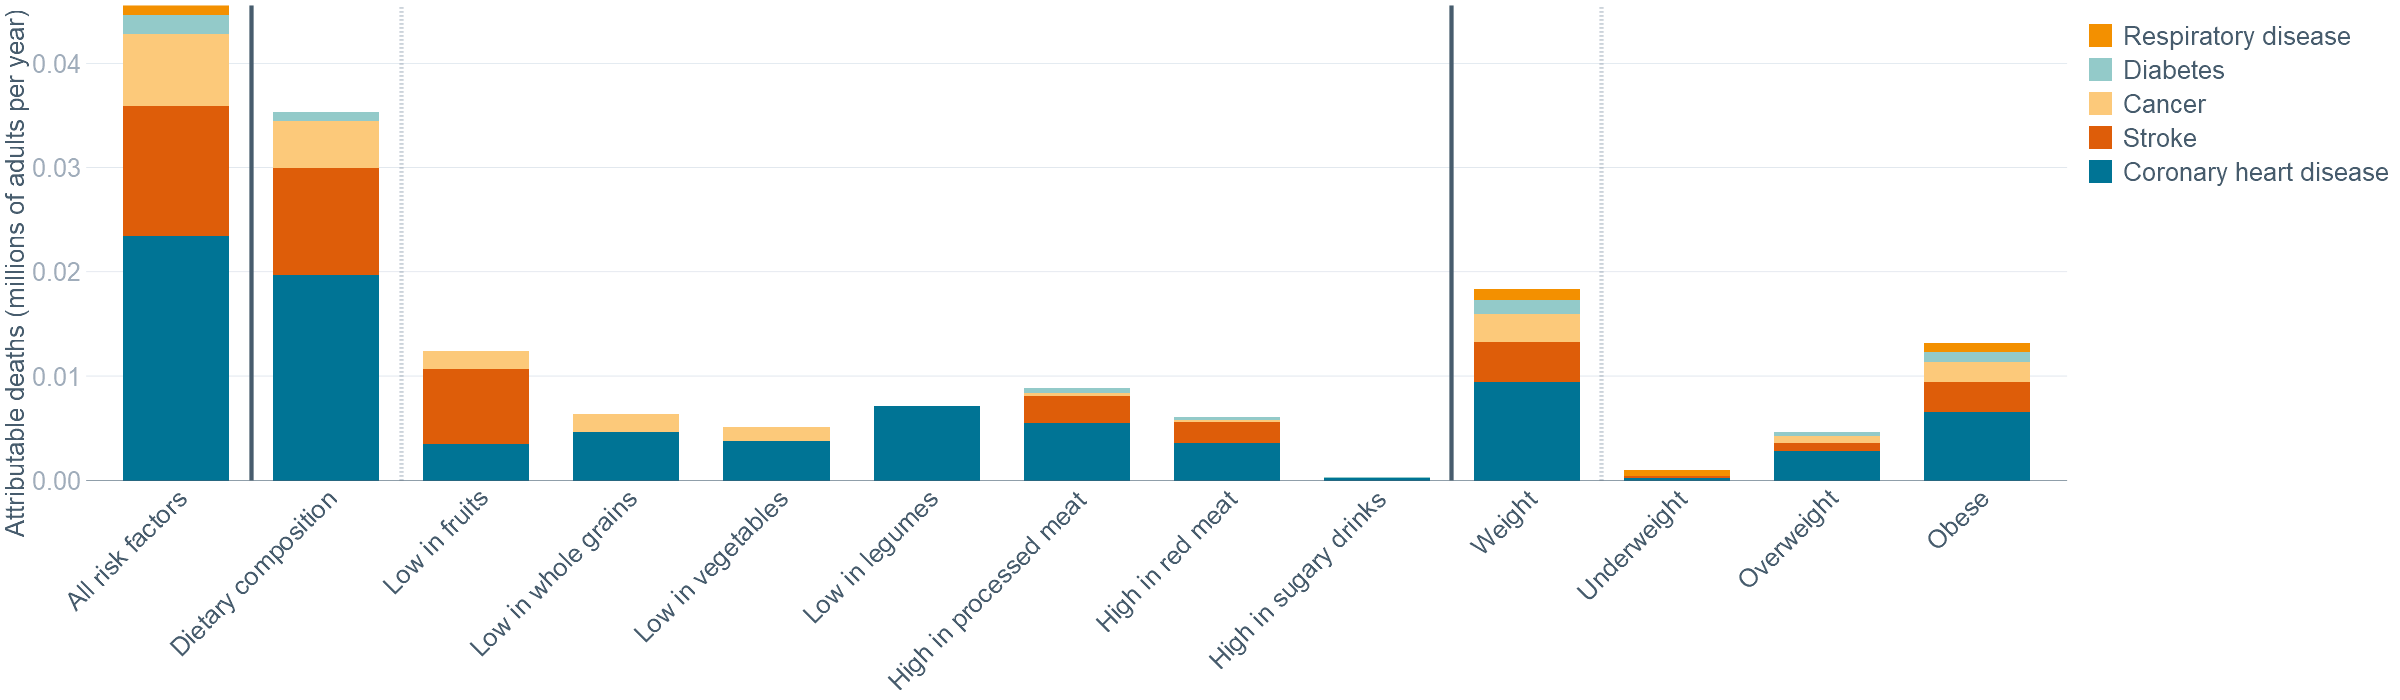 Attributable deaths (millions of adults per year)
0.04
0.03
0.02
0.01
0.00
All risk factors
Dietary composition
Low in fruits
Low in whole grains
Low in vegetables
Low in legumes
High in processed meat
High in red meat
High in sugary drinks
Weight
Underweight
Overweight
Obese
Respiratory disease
Diabetes
Cancer
Stroke
Coronary heart disease